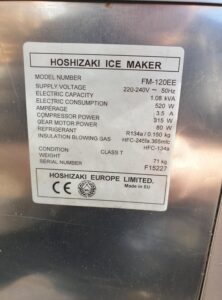 HOSHIZAKI ICE MAKER
MODEL NUMBER FM-120EE
SUPPLY VOLTAGE 220-240V ~ 50Hz
ELECTRIC CAPACITY 1.08 kVA
ELECTRIC CONSUMPTION 520 W
AMPERAGE 3.5 A
COMPRESSOR POWER 315 W
GEAR MOTOR POWER 80 W
REFRIGERANT R134a / 0.150 kg
INSULATION BLOWING GAS HFC-245fa,365mfc
HFC-134a
CONDITION CLASS T
WEIGHT 71 kg
SERIAL NUMBER F15227
HOSHIZAKI EUROPE LIMITED.
CE Made in EU